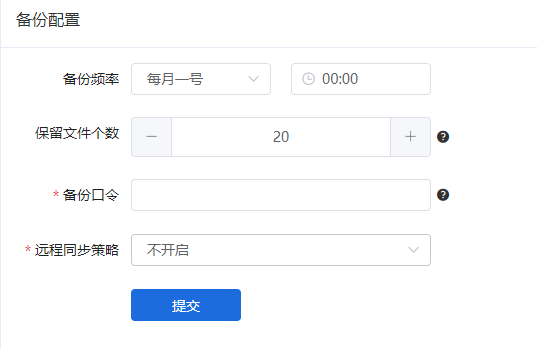 备份配置
备份频率 每月一号 00:00
保留文件个数 20
* 备份口令
* 远程同步策略 不开启
提交